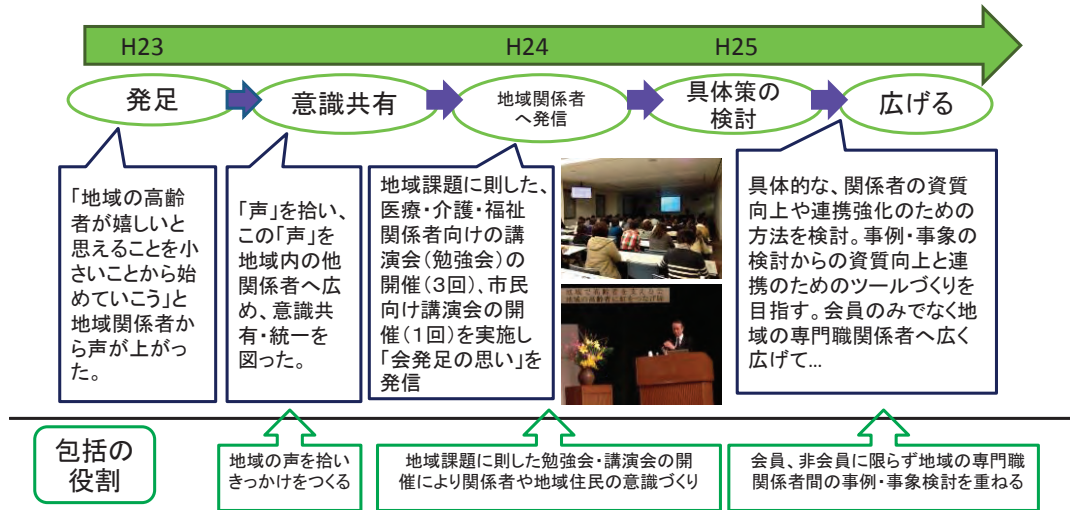 H23
H24
H25
発足
意識共有
地域関係者
へ発信
具体策の
検討
広げる
「地域の高齢
者が嬉しいと
思えることを小
さいことから始
めていこう」と
地域関係者か
ら声が上がっ
た。
「声」を拾い、
この「声」を
地域内の他
関係者へ広
め、意識共
有・統一を
図った。
地域課題に則した、
医療・介護・福祉
関係者向けの講
演会(勉強会)の
開催(3回)、市民
向け講演会の開
催(1回)を実施し
「会発足の思い」を
発信
具体的な、関係者の資質
向上や連携強化のための
方法を検討。事例・事象の
検討からの資質向上と連
携のためのツールづくりを
目指す。会員のみでなく地
域の専門職関係者へ広く
広げて...
包括の
役割
地域の声を拾い
きっかけをつくる
地域課題に則した勉強会・講演会の開
催により関係者や地域住民の意識づくり
会員、非会員に限らず地域の専門職
関係者間の事例・事象検討を重ねる